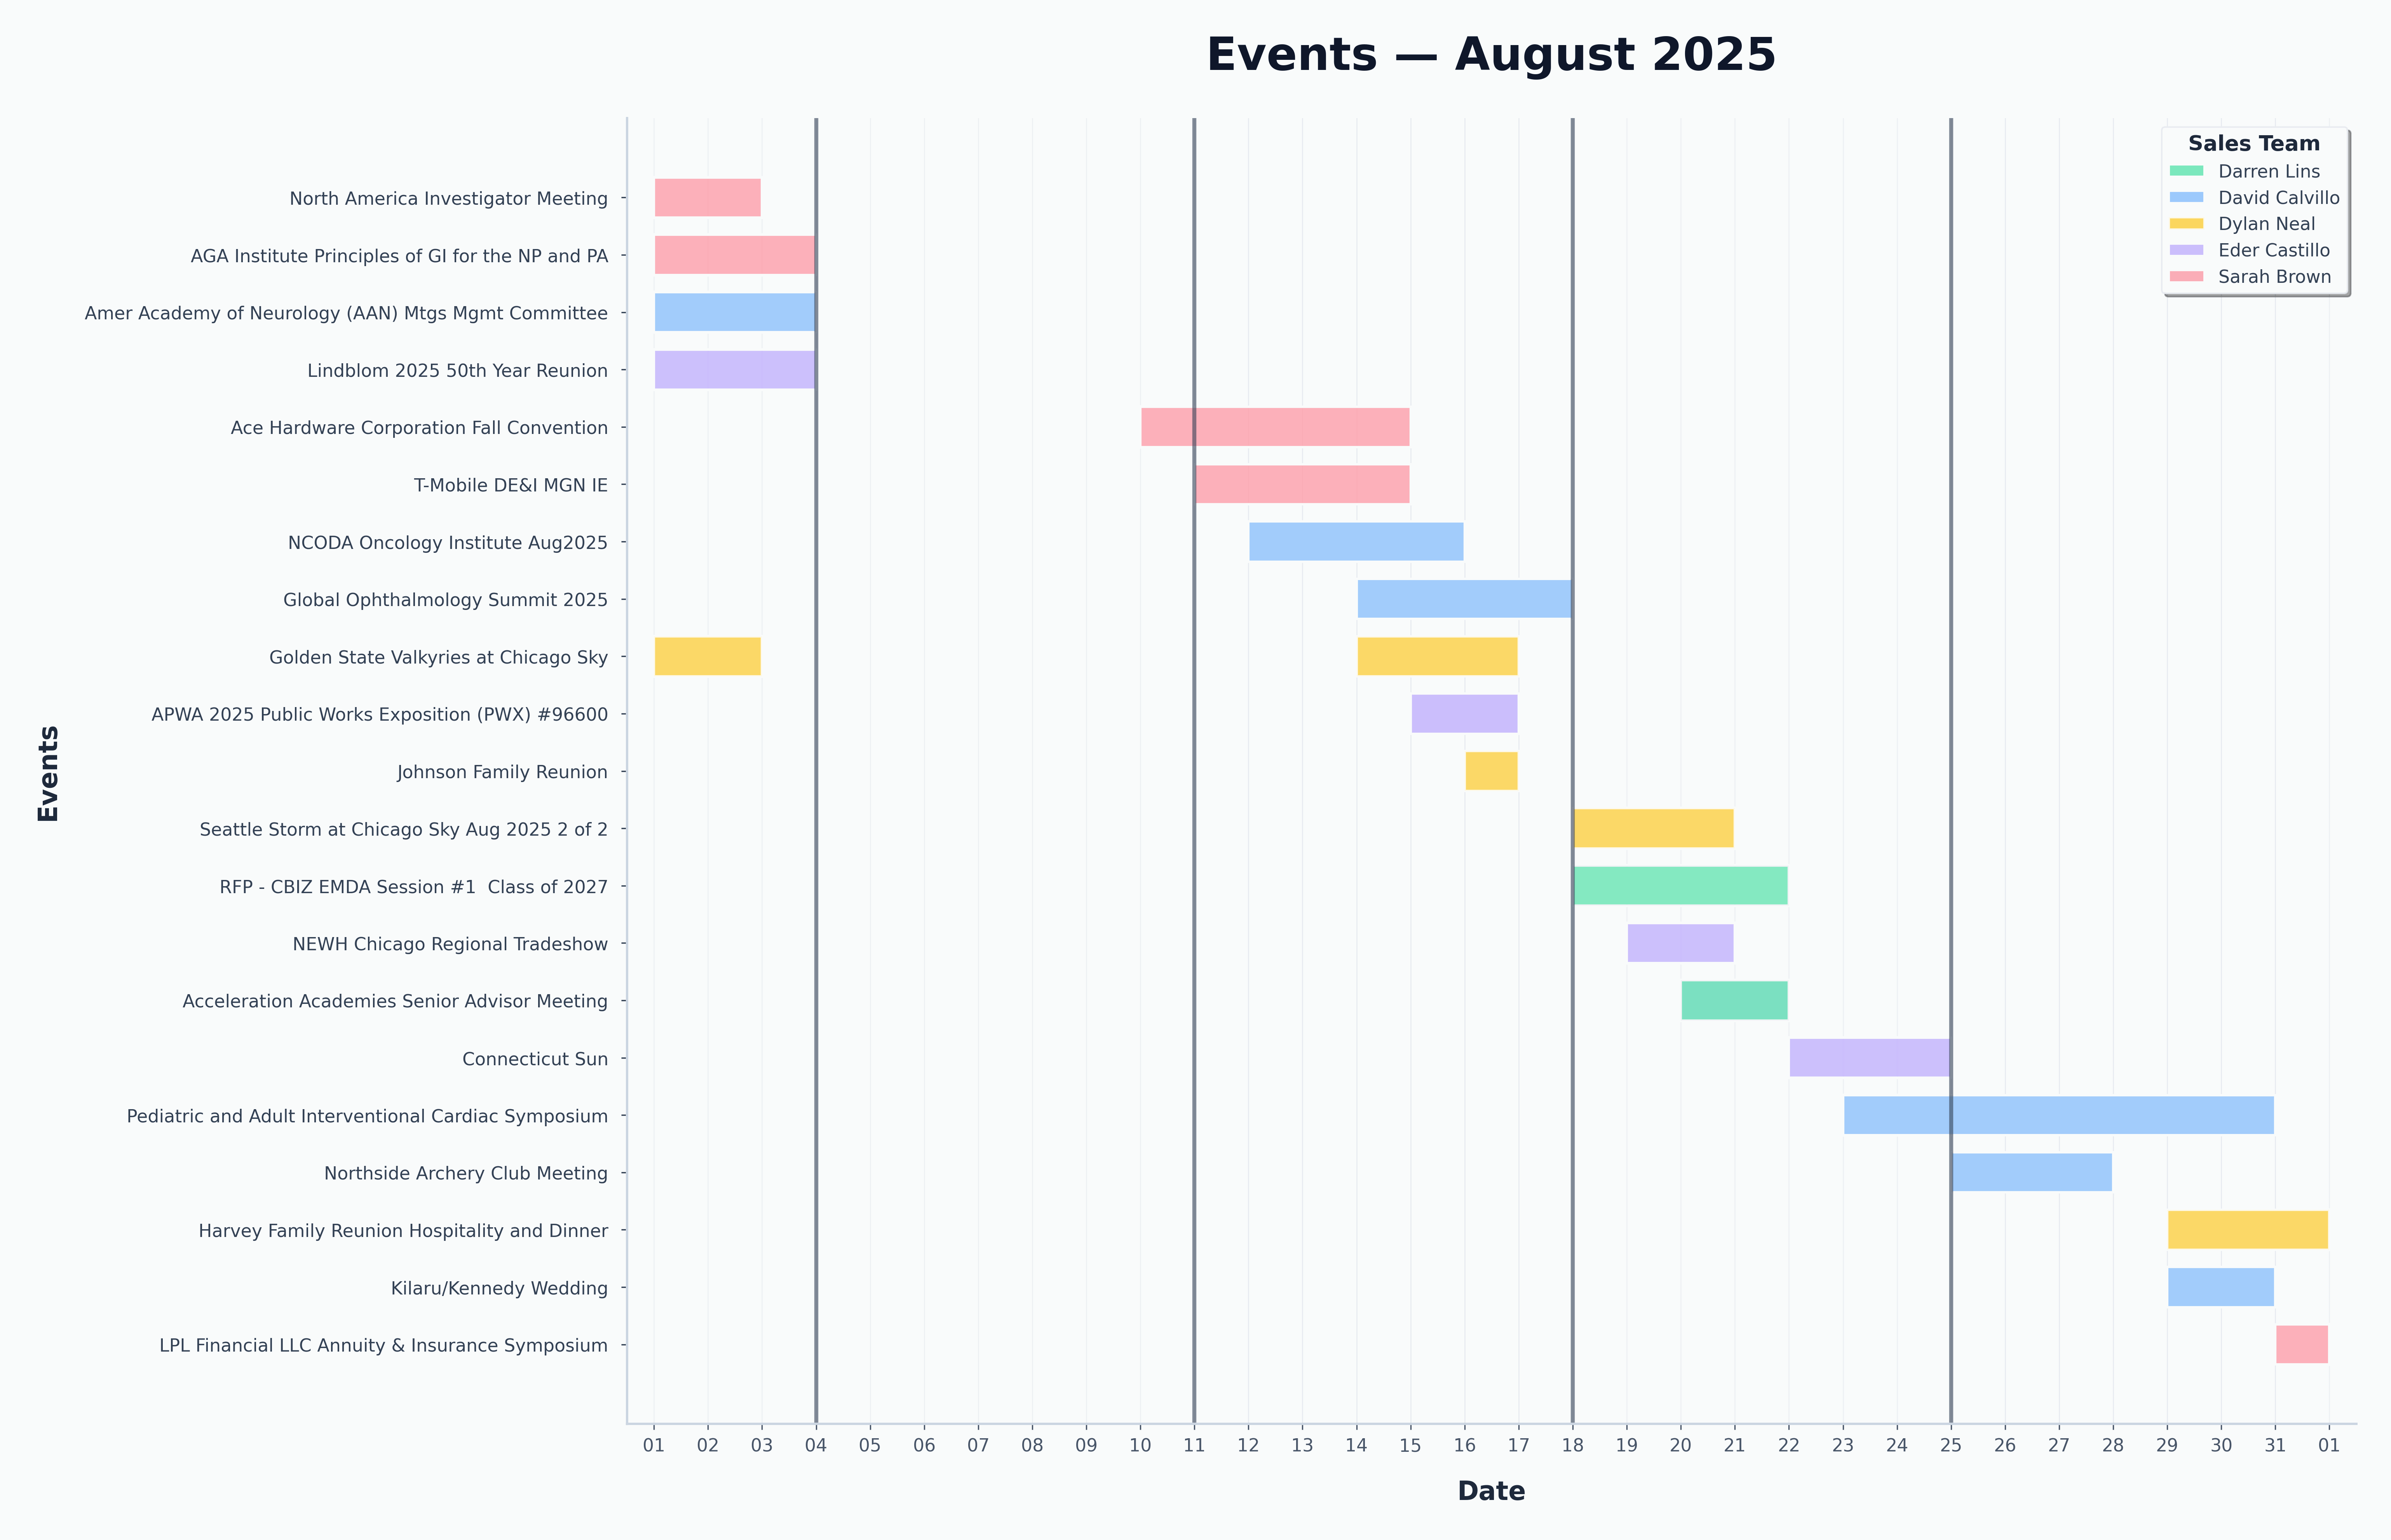 Events — August 2025
Sales Team
Darren Lins
David Calvillo
Dylan Neal
Eder Castillo
Sarah Brown
Events
North America Investigator Meeting
AGA Institute Principles of GI for the NP and PA
Amer Academy of Neurology (AAN) Mtgs Mgmt Committee
Lindblom 2025 50th Year Reunion
Ace Hardware Corporation Fall Convention
T-Mobile DE&I MGN IE
NCODA Oncology Institute Aug2025
Global Ophthalmology Summit 2025
Golden State Valkyries at Chicago Sky
APWA 2025 Public Works Exposition (PWX) #96600
Johnson Family Reunion
Seattle Storm at Chicago Sky Aug 2025 2 of 2
RFP - CBIZ EMDA Session #1  Class of 2027
NEWH Chicago Regional Tradeshow
Acceleration Academies Senior Advisor Meeting
Connecticut Sun
Pediatric and Adult Interventional Cardiac Symposium
Northside Archery Club Meeting
Harvey Family Reunion Hospitality and Dinner
Kilaru/Kennedy Wedding
LPL Financial LLC Annuity & Insurance Symposium
01 02 03 04 05 06 07 08 09 10 11 12 13 14 15 16 17 18 19 20 21 22 23 24 25 26 27 28 29 30 31 01
Date